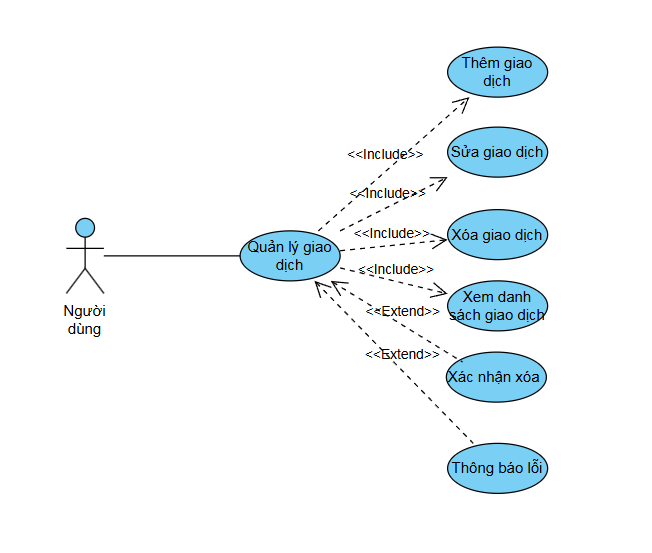 Thêm giao
dịch
<<Include>>
Sửa giao dịch
<<Include>>
Xóa giao dịch
<<Include>>
Quản lý giao
dịch
<<Include>>
Xem danh
sách giao dịch
Người
dùng
<<Extend>>
<<Extend>>
Xác nhận xóa
Thông báo lỗi